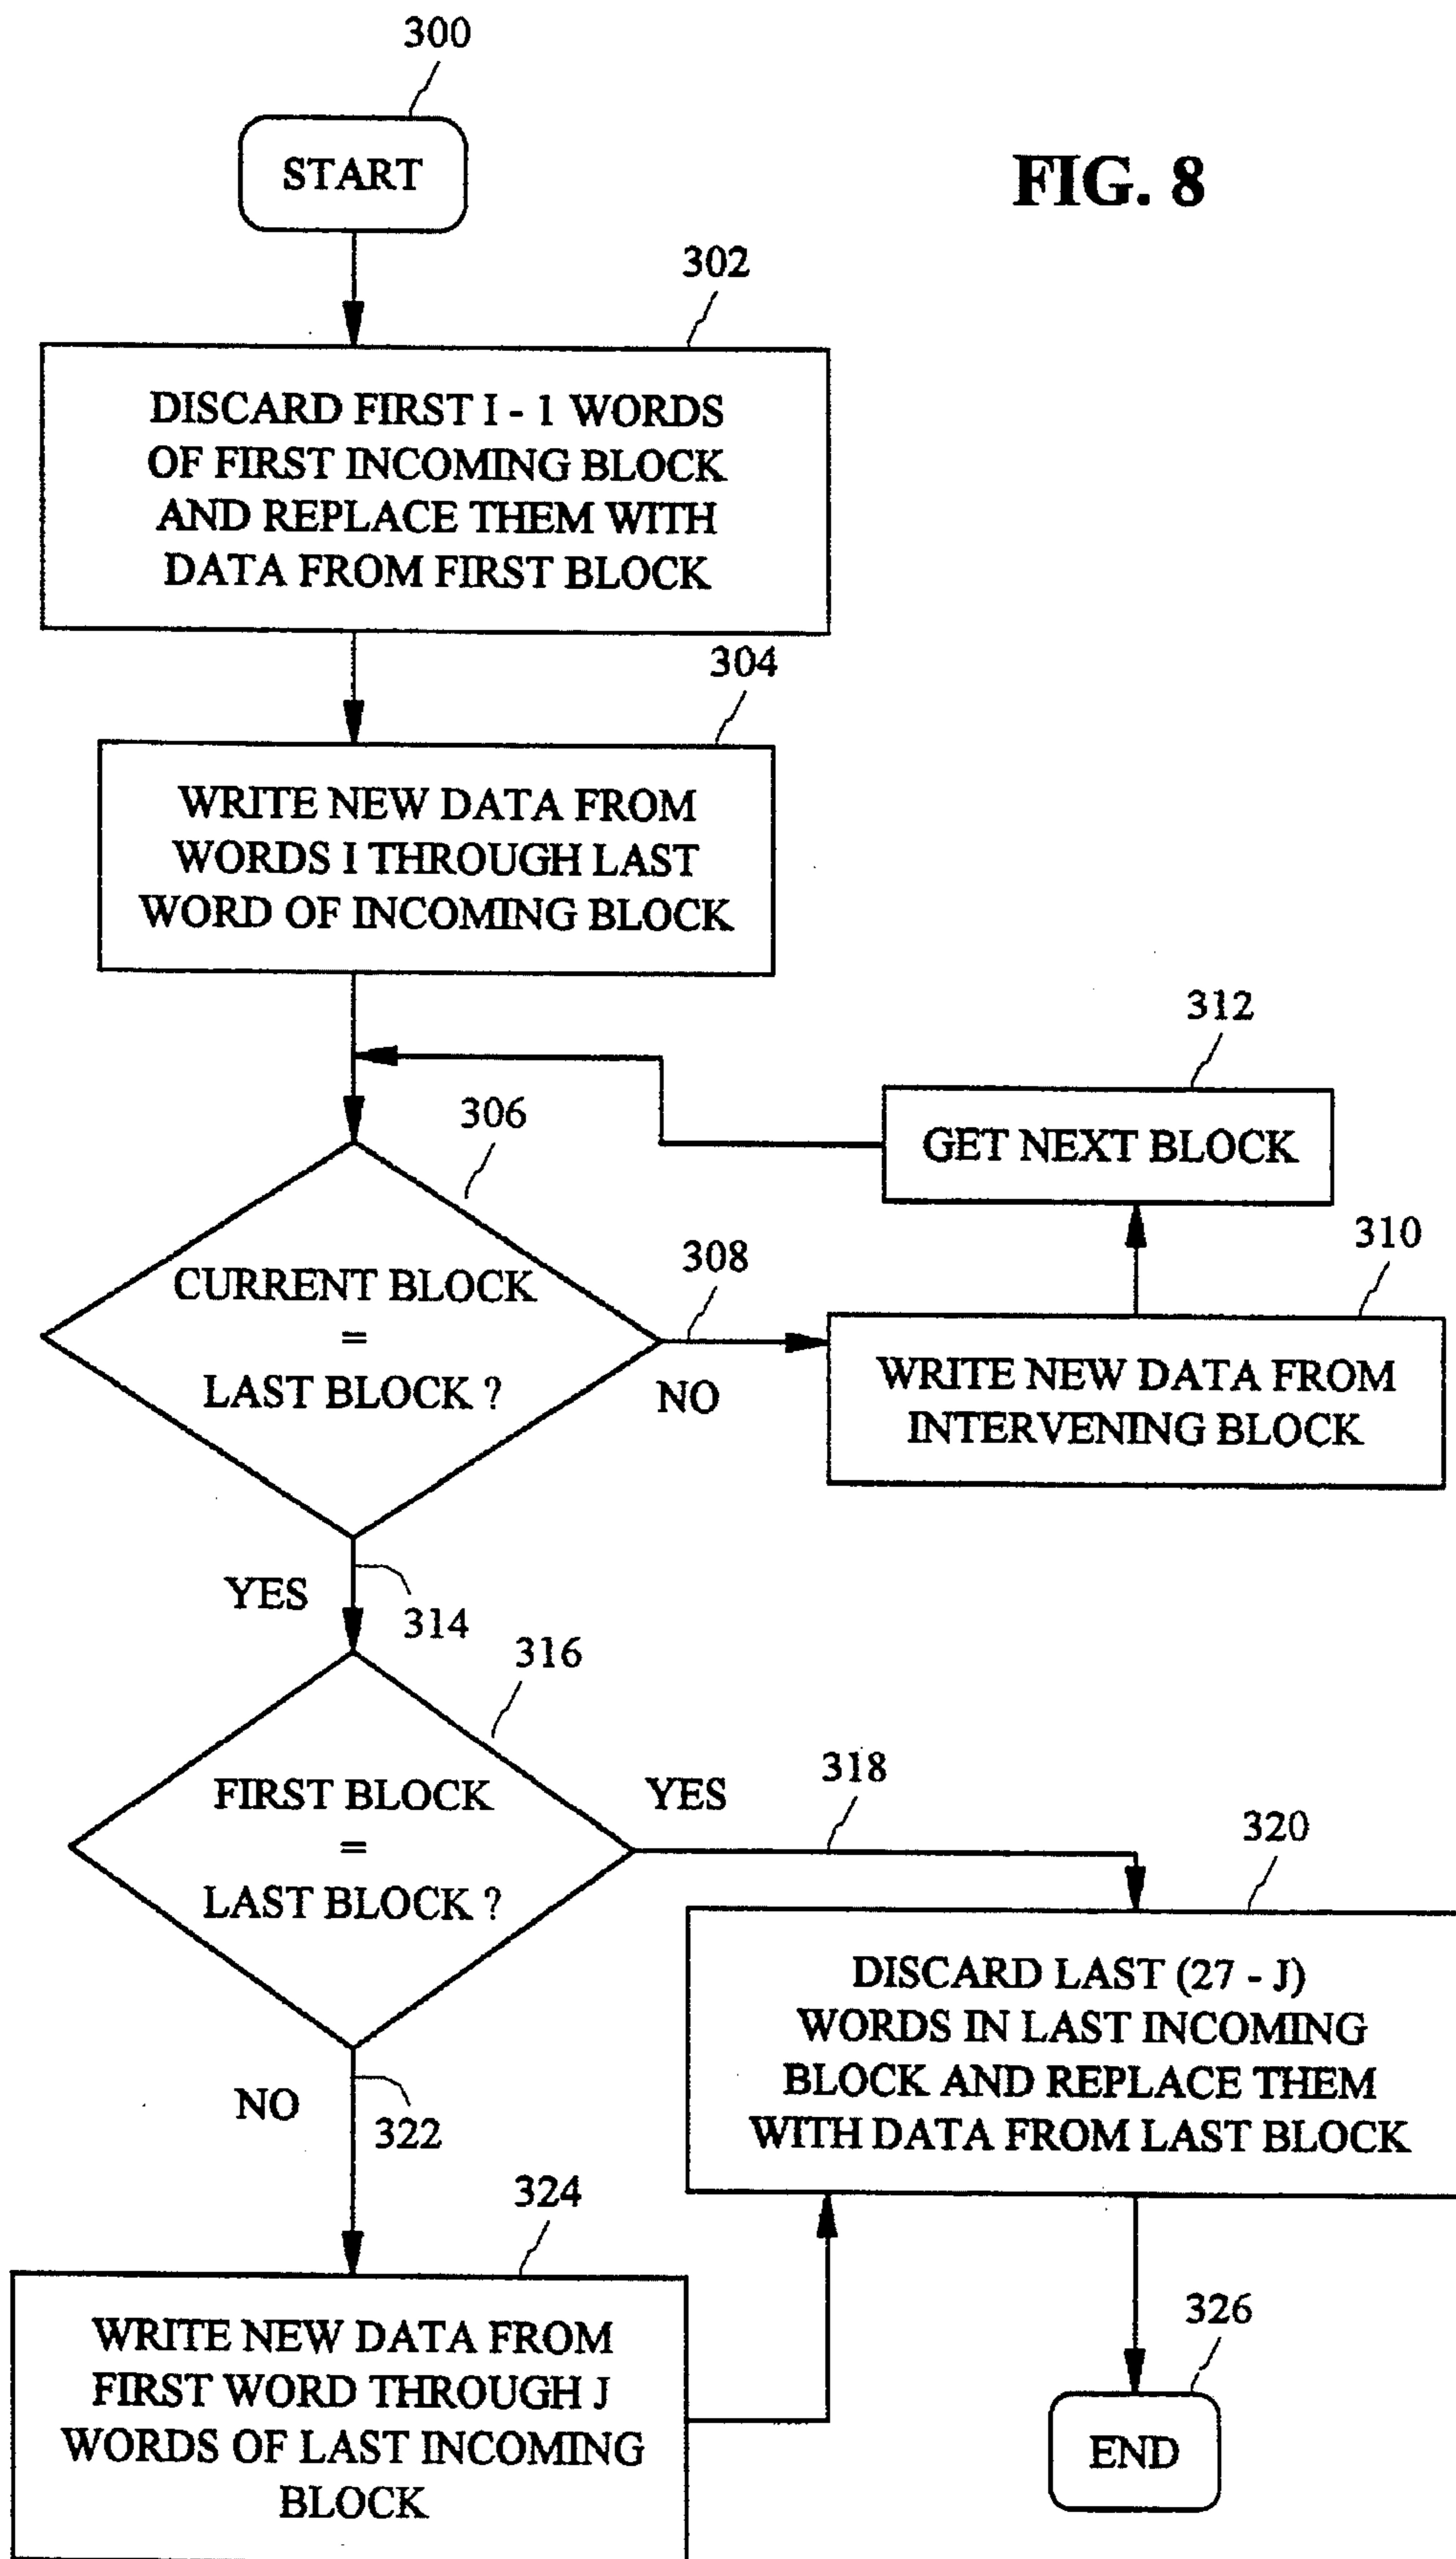 300
START
FIG. 8
302
DISCARD FIRST I - 1 WORDS
OF FIRST INCOMING BLOCK
AND REPLACE THEM WITH
DATA FROM FIRST BLOCK
304
WRITE NEW DATA FROM
WORDS I THROUGH LAST
WORD OF INCOMING BLOCK
312
GET NEXT BLOCK
306
CURRENT BLOCK
=
LAST BLOCK ?
308
NO
310
WRITE NEW DATA FROM
INTERVENING BLOCK
YES
314
316
FIRST BLOCK
=
LAST BLOCK ?
YES
318
320
DISCARD LAST (27 - J)
WORDS IN LAST INCOMING
BLOCK AND REPLACE THEM
WITH DATA FROM LAST BLOCK
NO
322
324
WRITE NEW DATA FROM
FIRST WORD THROUGH J
WORDS OF LAST INCOMING
BLOCK
326
END